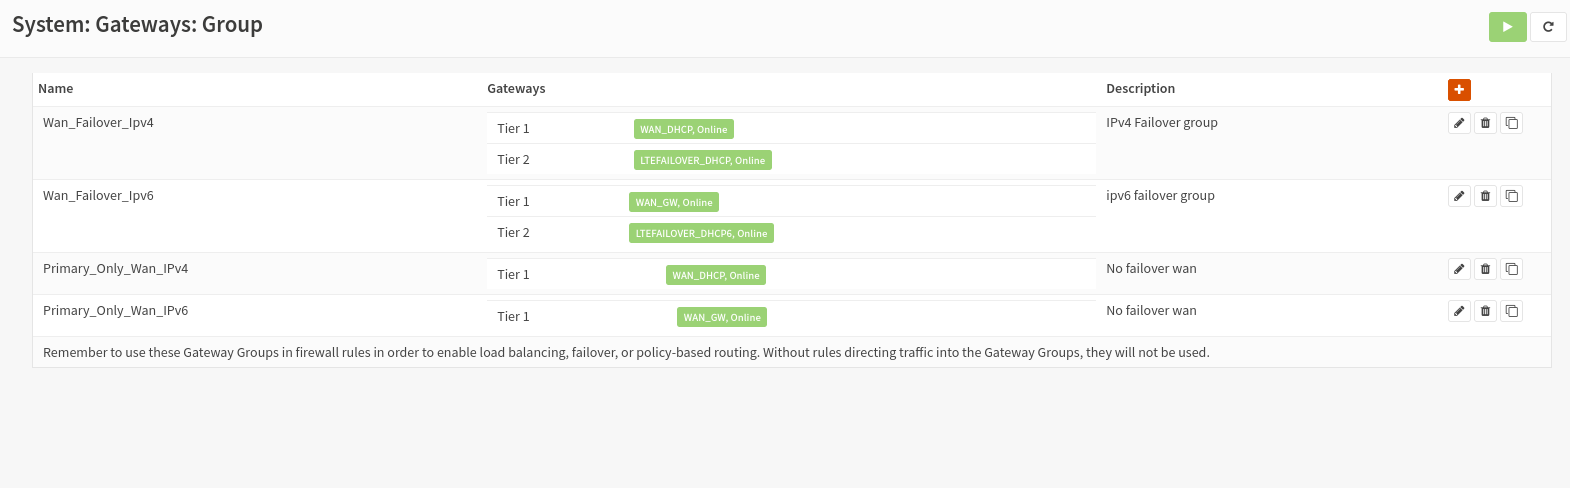 System: Gateways: Group
Name Gateways Description
Wan_Failover_Ipv4 Tier 1 WAN_DHCP, Online IPv4 Failover group
Tier 2 LTEFAILOVER_DHCP, Online
Wan_Failover_Ipv6 Tier 1 WAN_GW, Online ipv6 failover group
Tier 2 LTEFAILOVER_DHCP6, Online
Primary_Only_Wan_IPv4 Tier 1 WAN_DHCP, Online No failover wan
Primary_Only_Wan_IPv6 Tier 1 WAN_GW, Online No failover wan
Remember to use these Gateway Groups in firewall rules in order to enable load balancing, failover, or policy-based routing. Without rules directing traffic into the Gateway Groups, they will not be used.